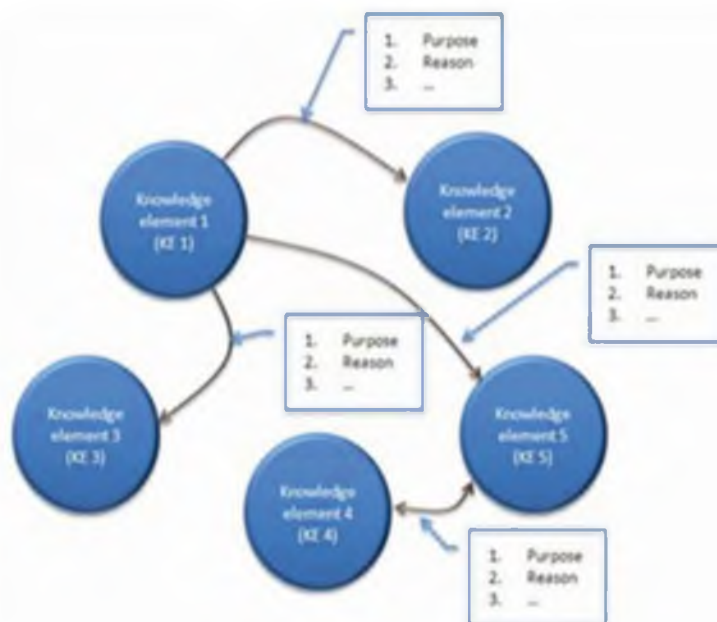 1. Purpose
2. Reason
3. ...
Knowledge
element 1
(KE 1)
Knowledge
element 2
(KE 2)
1. Purpose
2. Reason
3. ...
1. Purpose
2. Reason
3. ...
Knowledge
element 3
(KE 3)
Knowledge
element 5
(KE 5)
Knowledge
element 4
(KE 4)
1. Purpose
2. Reason
3. ...